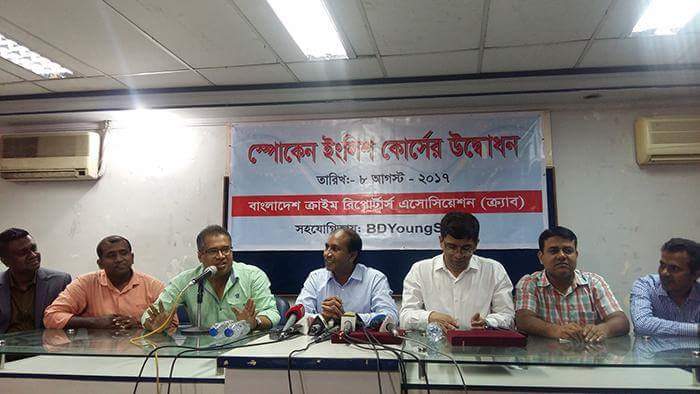 স্পোকেন ইংলিশ কোর্সের উদ্বোধন
তারিখ:- ৮ আগস্ট - ২০১৭
বাংলাদেশ ক্রাইম রিপোর্টার্স এসোসিয়েশন (ক্র্যাব)
সহযোগিতায়: